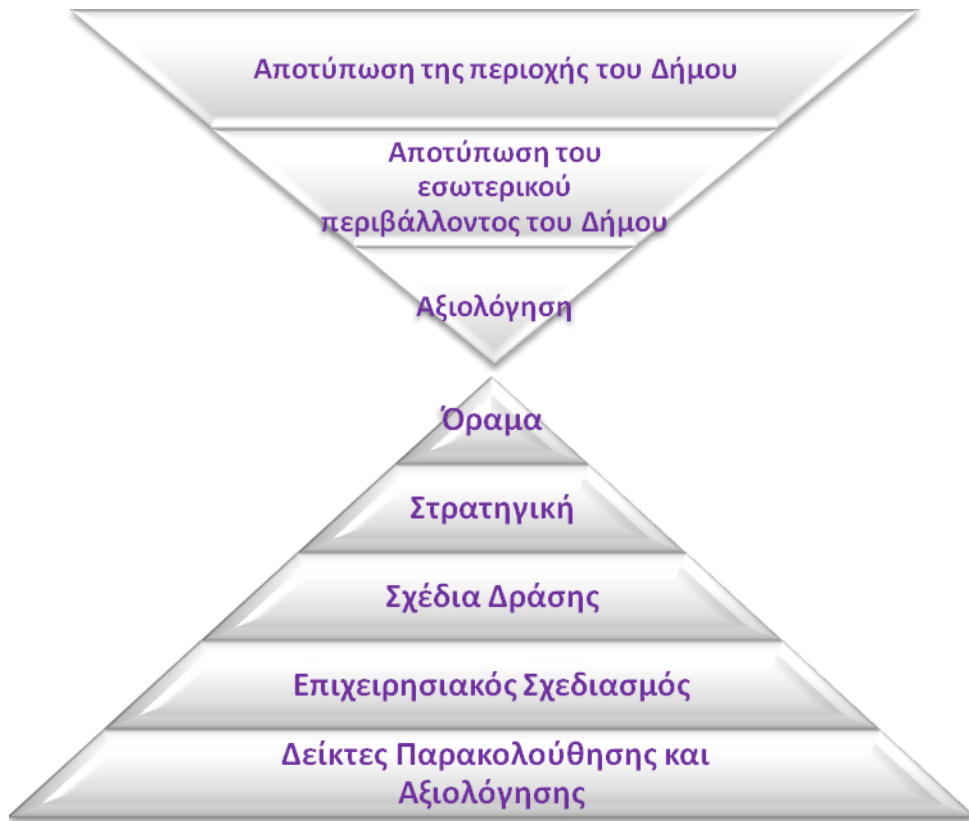 Αποτύπωση της περιοχής του Δήμου
Αποτύπωση του
εσωτερικού
περιβάλλοντος του Δήμου
Αξιολόγηση
Όραμα
Στρατηγική
Σχέδια Δράσης
Επιχειρησιακός Σχεδιασμός
Δείκτες Παρακολούθησης και
Αξιολόγησης